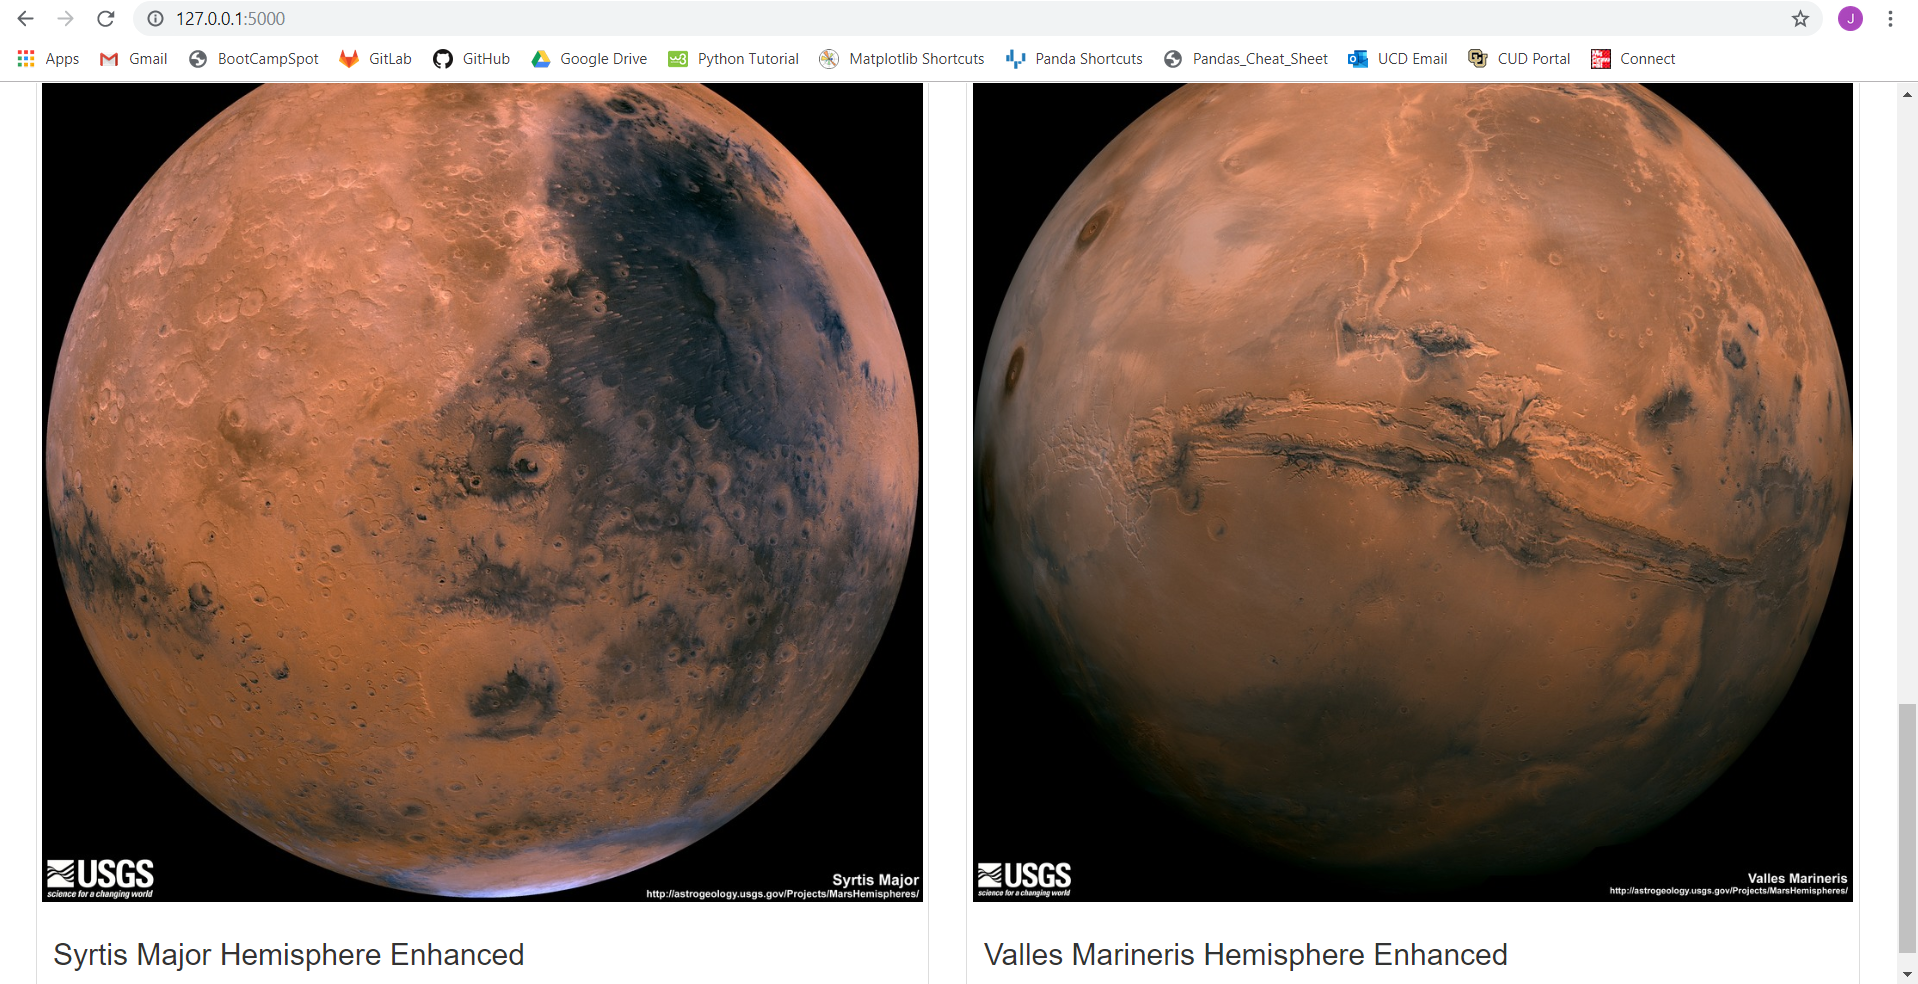 127.0.0.1:5000
J
Apps Gmail BootCampSpot GitLab GitHub Google Drive Python Tutorial Matplotlib Shortcuts Panda Shortcuts Pandas_Cheat_Sheet UCD Email CUD Portal Connect
USGS
science for a changing world
Syrtis Major
http://astrogeology.usgs.gov/Projects/MarsHemispheres/
USGS
science for a changing world
Valles Marineris
http://astrogeology.usgs.gov/Projects/MarsHemispheres/
Syrtis Major Hemisphere Enhanced
Valles Marineris Hemisphere Enhanced